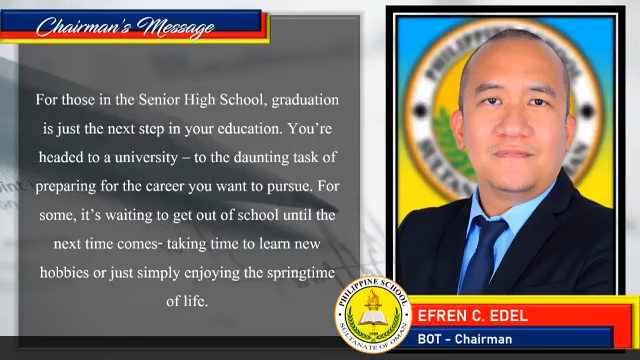 Chairman's Message
For those in the Senior High School, graduation
is just the next step in your education. You're
headed to a university – to the daunting task of
preparing for the career you want to pursue. For
some, it's waiting to get out of school until the
next time comes- taking time to learn new
hobbies or just simply enjoying the springtime
of life.
PHILIPPINE SCHOOL
SULTANATE OF OMAN
EFREN C. EDEL
BOT - Chairman